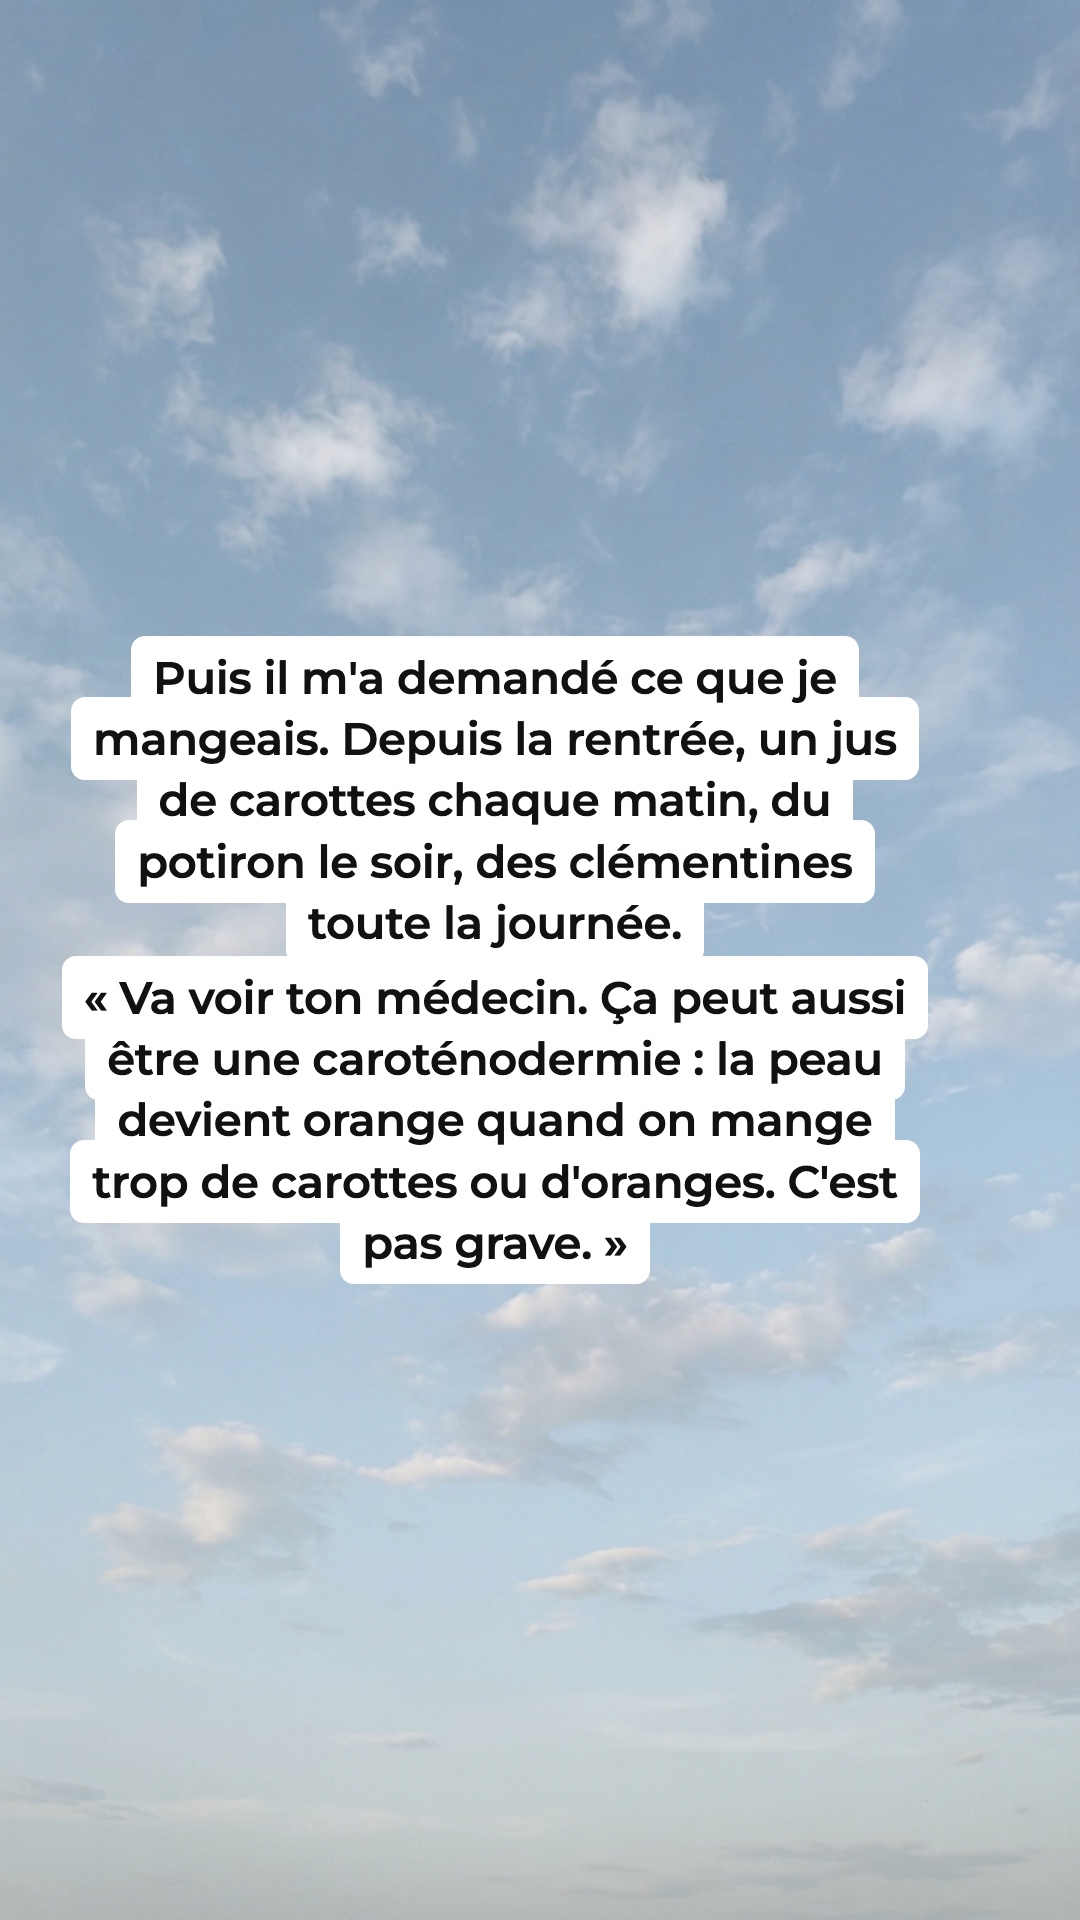 Puis il m'a demandé ce que je
mangeais. Depuis la rentrée, un jus
de carottes chaque matin, du
potiron le soir, des clémentines
toute la journée.
« Va voir ton médecin. Ça peut aussi
être une caroténodermie : la peau
devient orange quand on mange
trop de carottes ou d'oranges. C'est
pas grave. »